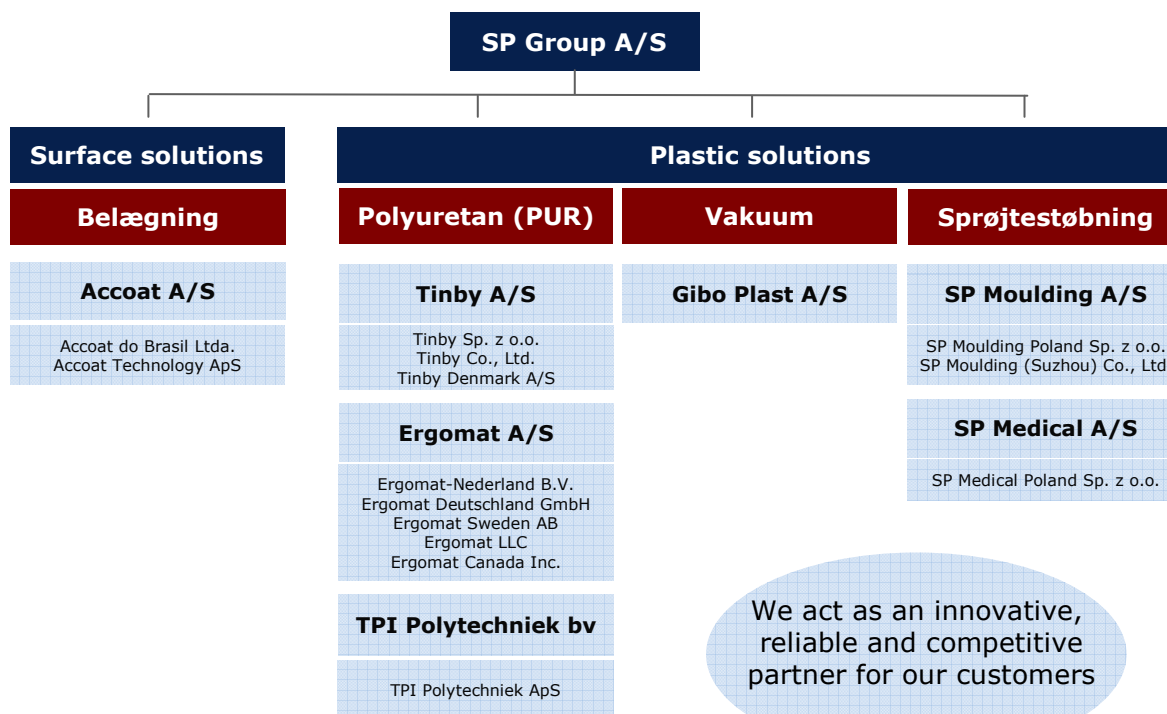 SP Group A/S
Surface solutions
Plastic solutions
Belægning
Polyuretan (PUR)
Vakuum
Sprøjtestøbning
Accoat A/S
Accoat do Brasil Ltda.
Accoat Technology ApS
Tinby A/S
Tinby Sp. z o.o.
Tinby Co., Ltd.
Tinby Denmark A/S
Ergomat A/S
Ergomat-Nederland B.V.
Ergomat Deutschland GmbH
Ergomat Sweden AB
Ergomat LLC
Ergomat Canada Inc.
TPI Polytechniek bv
TPI Polytechniek ApS
Gibo Plast A/S
SP Moulding A/S
SP Moulding Poland Sp. z o.o.
SP Moulding (Suzhou) Co., Ltd
SP Medical A/S
SP Medical Poland Sp. z o.o.
We act as an innovative,
reliable and competitive
partner for our customers